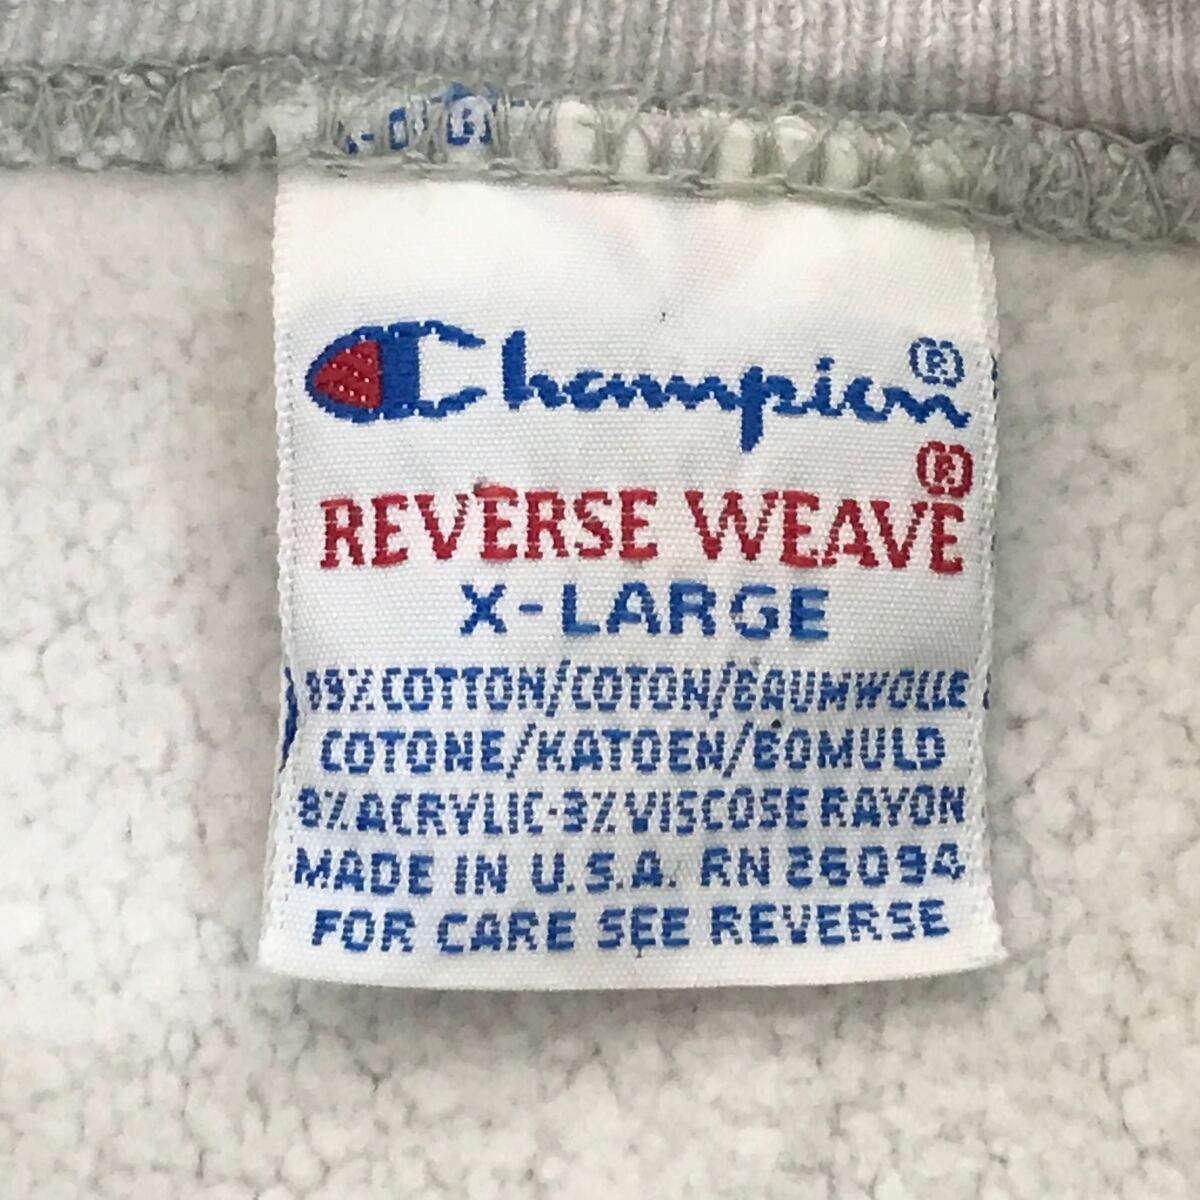 Champion®
REVERSE WEAVE®
X-LARGE
89% COTTON/COTON/BAUMWOLLE
COTONE/KATOEN/BOMULD
8% ACRYLIC-3% VISCOSE RAYON
MADE IN U.S.A. RN 26094
FOR CARE SEE REVERSE